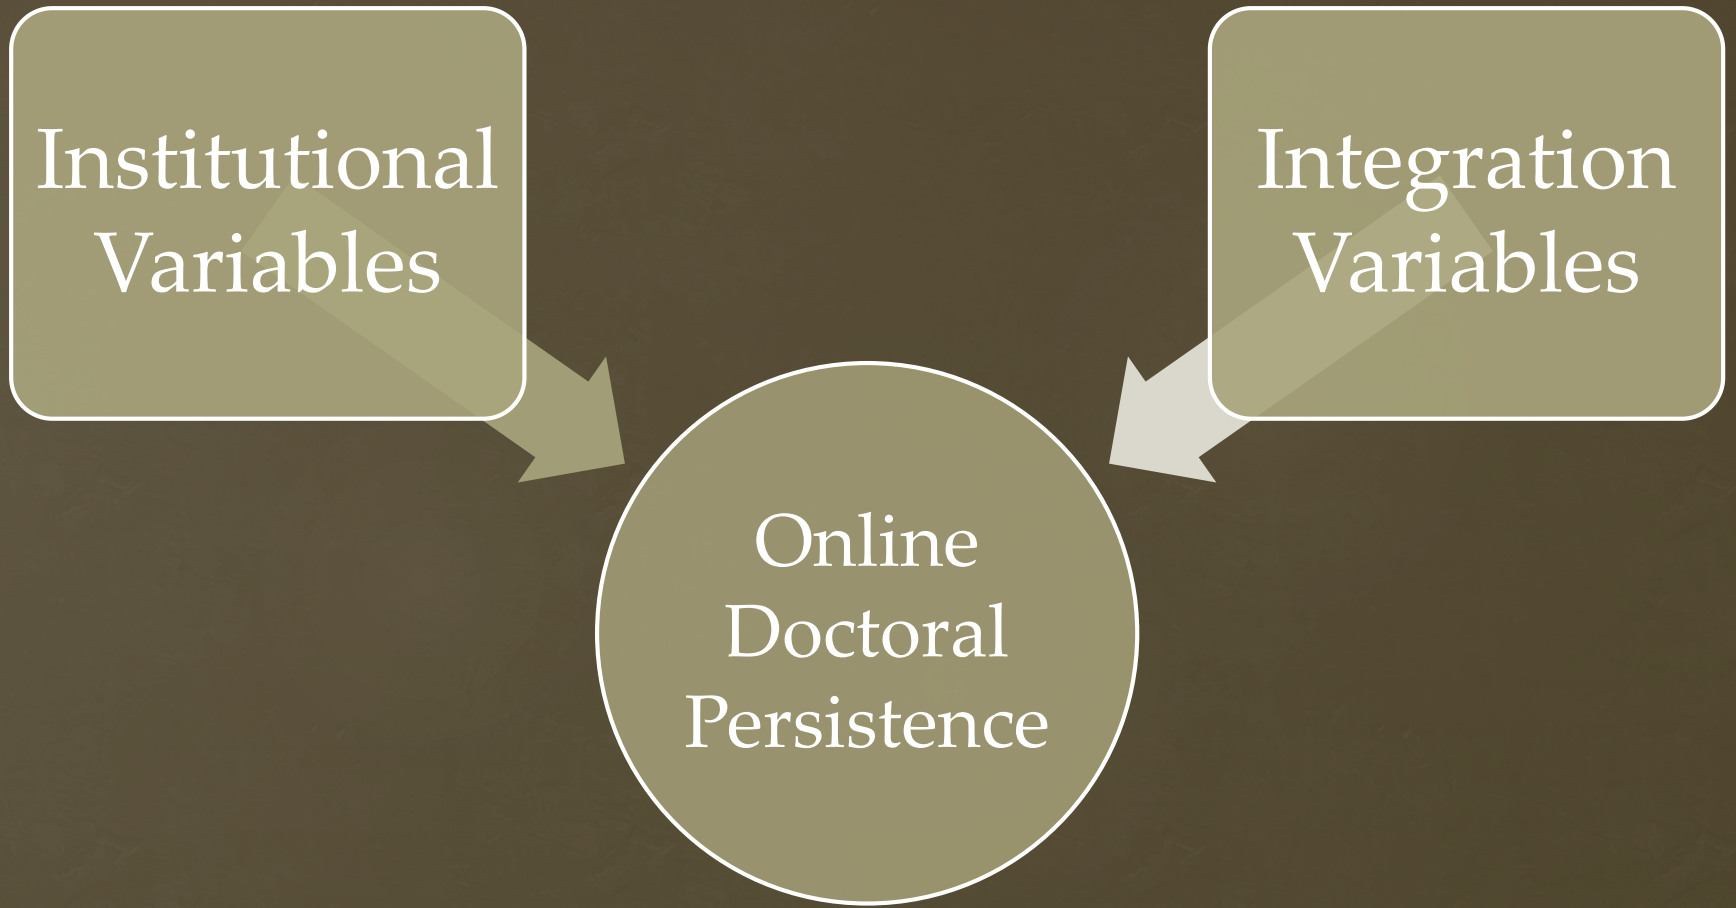 Institutional
Variables
Integration
Variables
Online
Doctoral
Persistence